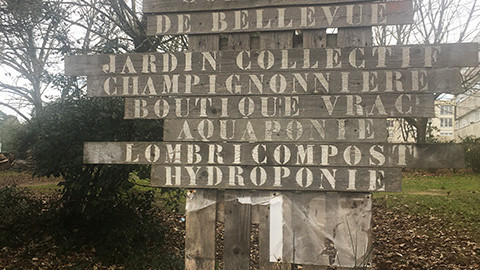 DE BELLEVUE
JARDIN COLLECTIF
CHAMPIGNONNIERE
BOUTIQUE VRAC
AQUAPONIE
LOMBRICOMPOST
HYDROPONIE